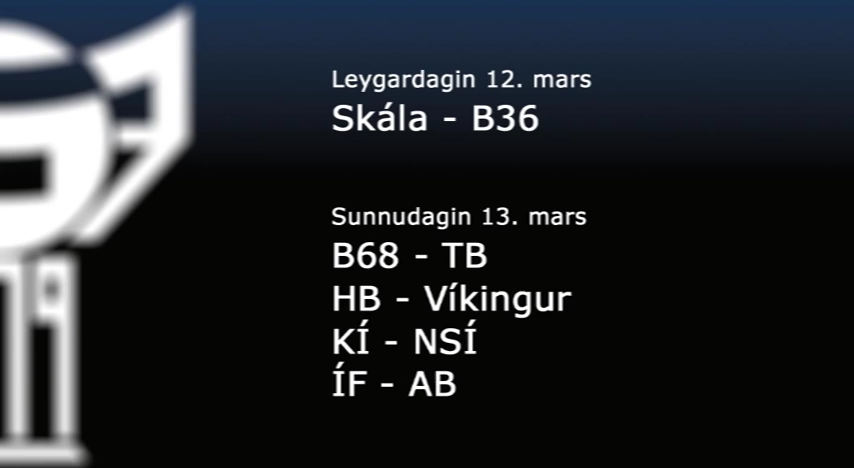 Leygardagin 12. mars
Skála - B36
Sunnudagin 13. mars
B68 - TB
HB - Víkingur
KÍ - NSÍ
ÍF - AB